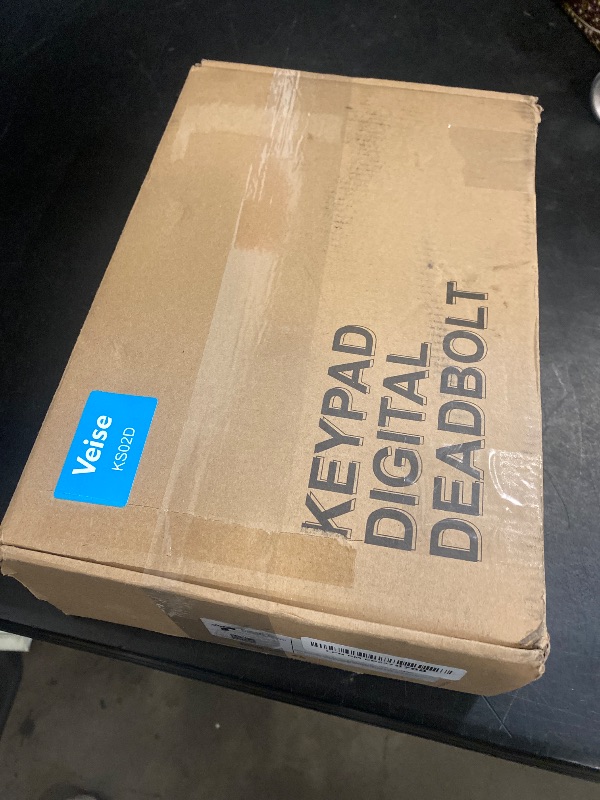 KEYPAD
DIGITAL
DEADBOLT
Veise
KS02D